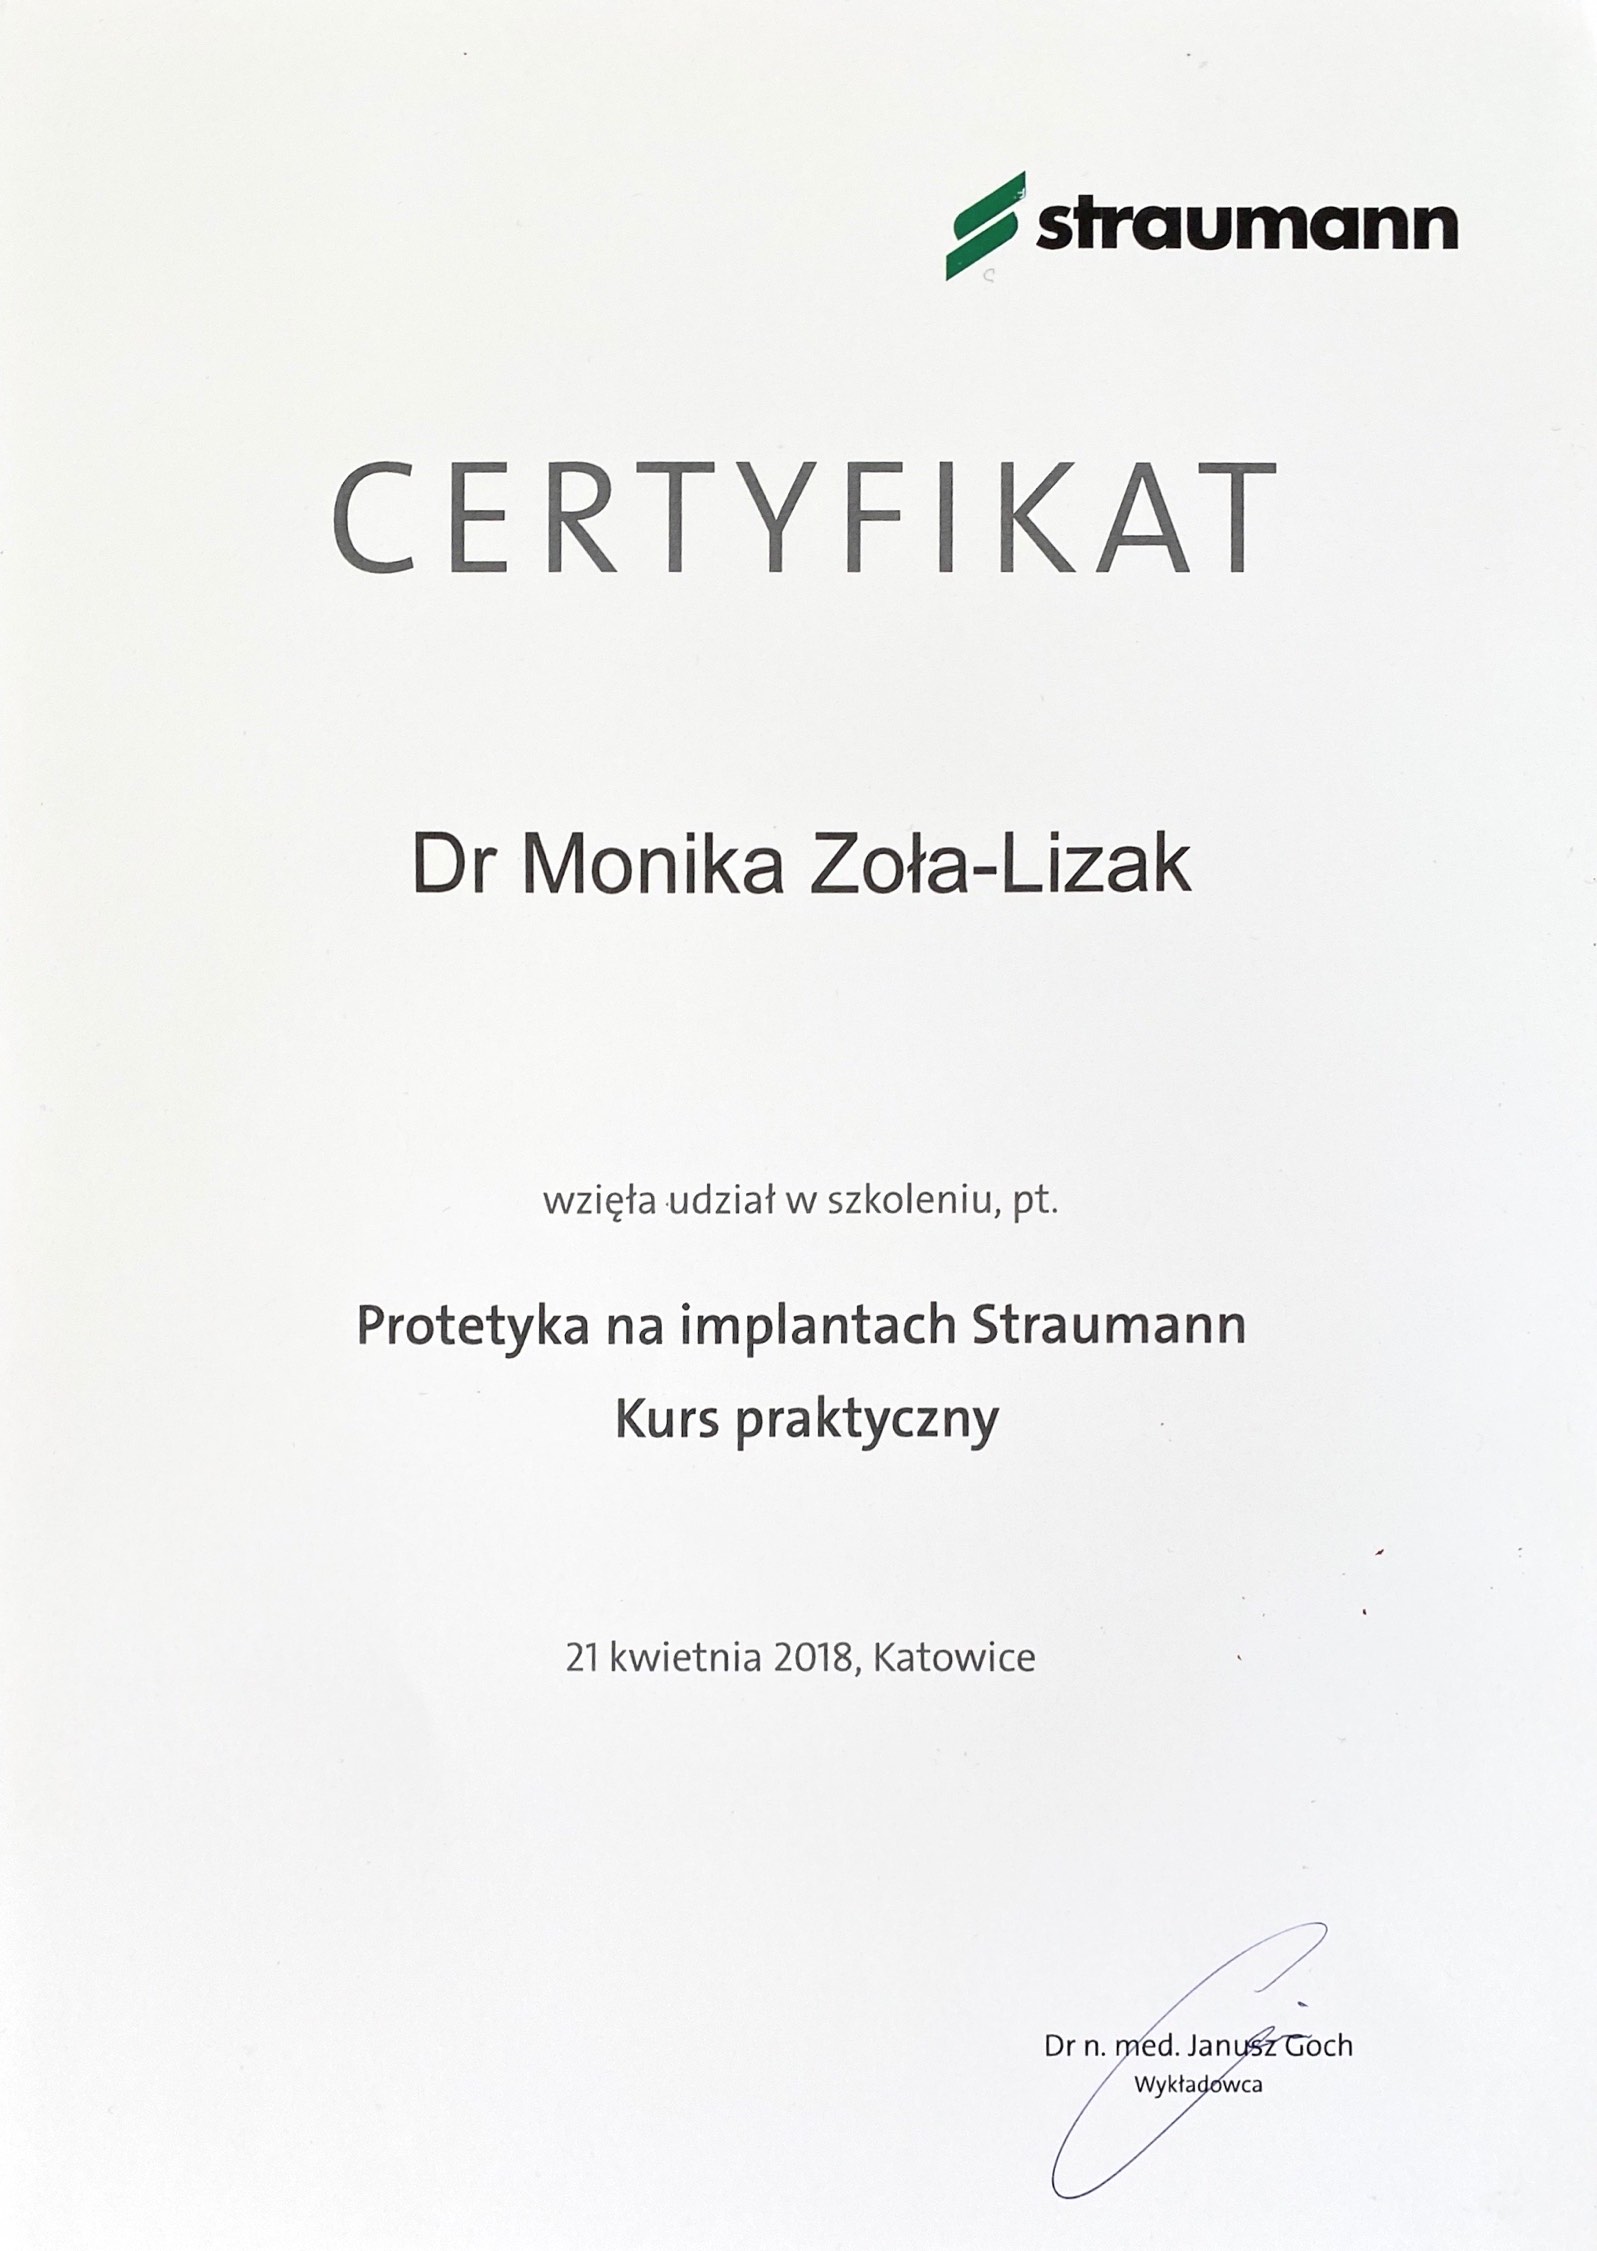 straumann
CERTYFIKAT
Dr Monika Zoła-Lizak
wzięła udział w szkoleniu, pt.
Protetyka na implantach Straumann
Kurs praktyczny
21 kwietnia 2018, Katowice
Dr n. med. Janusz Goch
Wykładowca